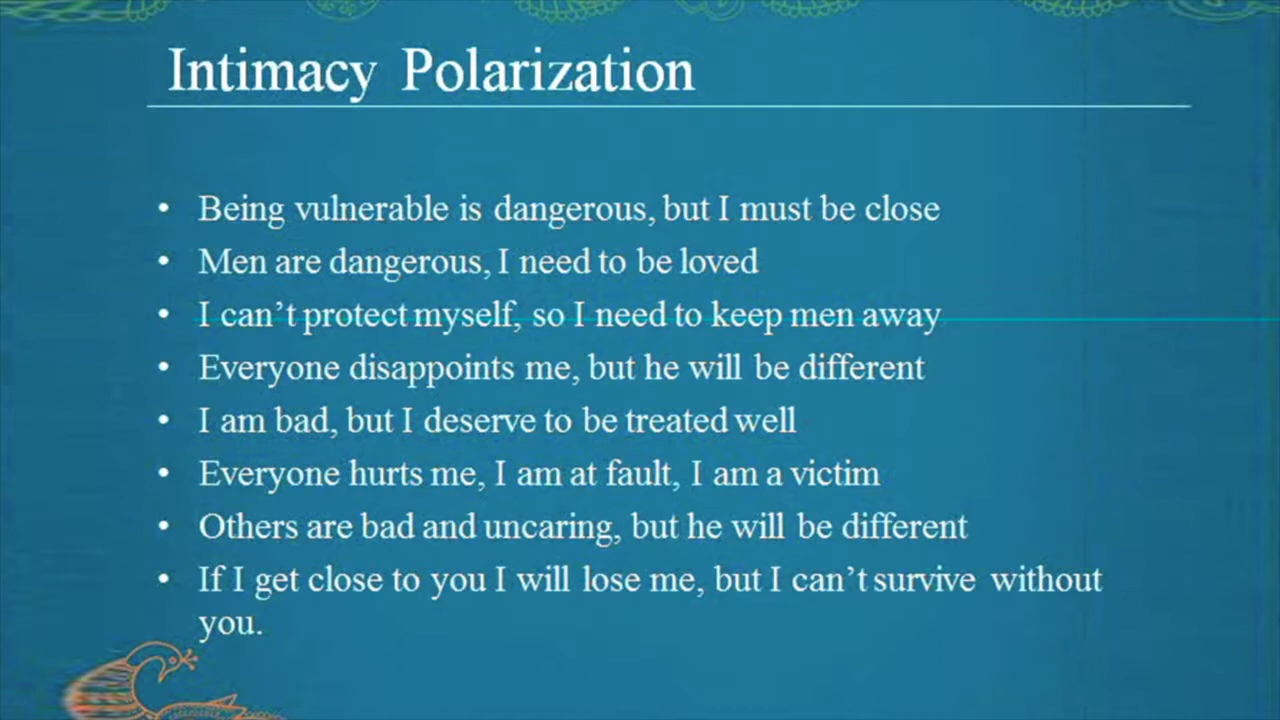 Intimacy Polarization
• Being vulnerable is dangerous, but I must be close
• Men are dangerous, I need to be loved
• I can’t protect myself, so I need to keep men away
• Everyone disappoints me, but he will be different
• I am bad, but I deserve to be treated well
• Everyone hurts me, I am at fault, I am a victim
• Others are bad and uncaring, but he will be different
• If I get close to you I will lose me, but I can’t survive without
you.